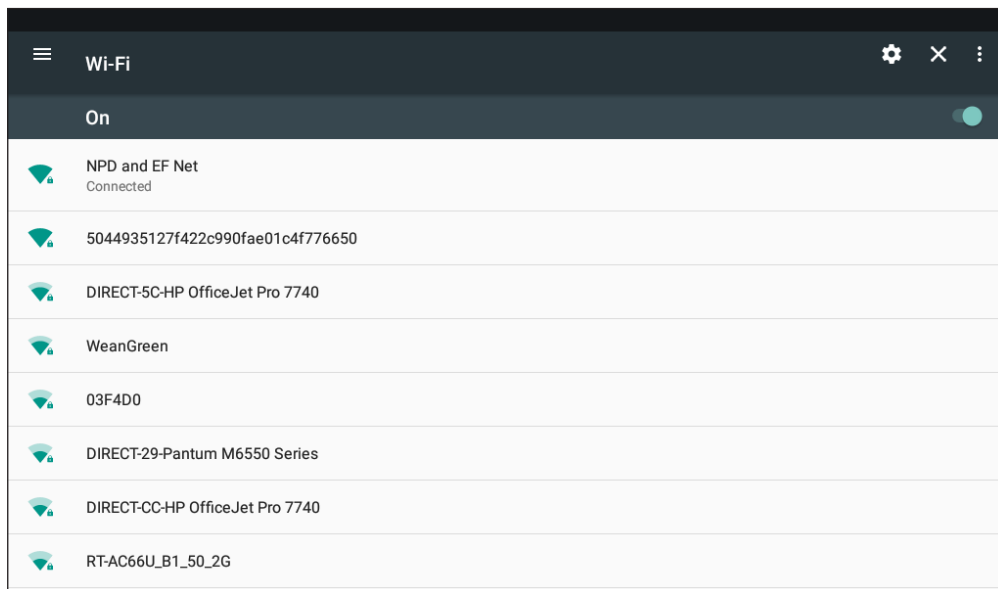 Wi-Fi
On
NPD and EF Net
Connected
5044935127f422c990fae01c4f776650
DIRECT-5C-HP OfficeJet Pro 7740
WeanGreen
03F4D0
DIRECT-29-Pantum M6550 Series
DIRECT-CC-HP OfficeJet Pro 7740
RT-AC66U_B1_50_2G